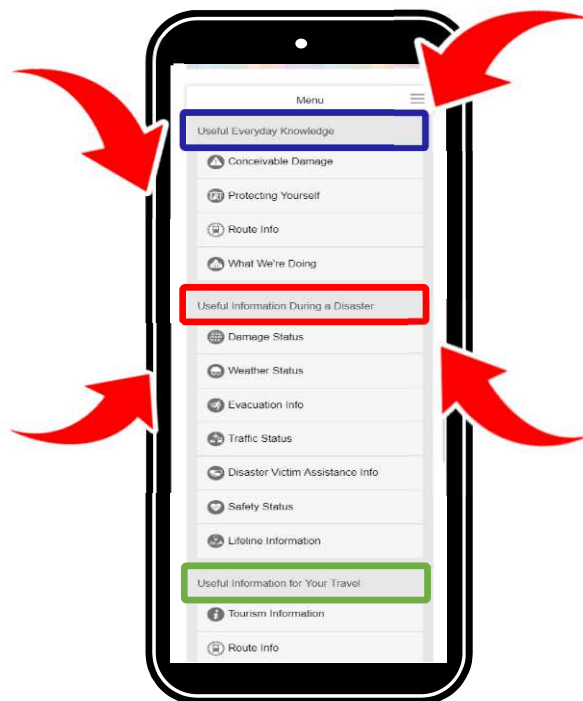 Menu
Useful Everyday Knowledge
Conceivable Damage
Protecting Yourself
Route Info
What We're Doing
Useful Information During a Disaster
Damage Status
Weather Status
Evacuation Info
Traffic Status
Disaster Victim Assistance Info
Safety Status
Lifeline Information
Useful Information for Your Travel
Tourism Information
Route Info